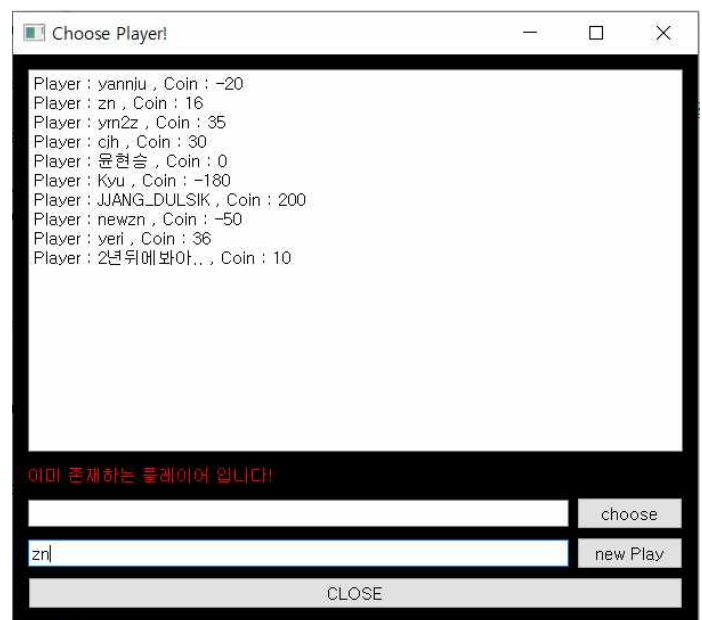 Choose Player!
Player : yannju , Coin : -20
Player : zn , Coin : 16
Player : yrn2z , Coin : 35
Player : cjh , Coin : 30
Player : 윤현승 , Coin : 0
Player : Kyu , Coin : -180
Player : JJANG_DULSIK , Coin : 200
Player : newzn , Coin : -50
Player : yeri , Coin : 36
Player : 2년뒤에봐아.. , Coin : 10
이미 존재하는 플레이어 입니다!
choose
zn
new Play
CLOSE